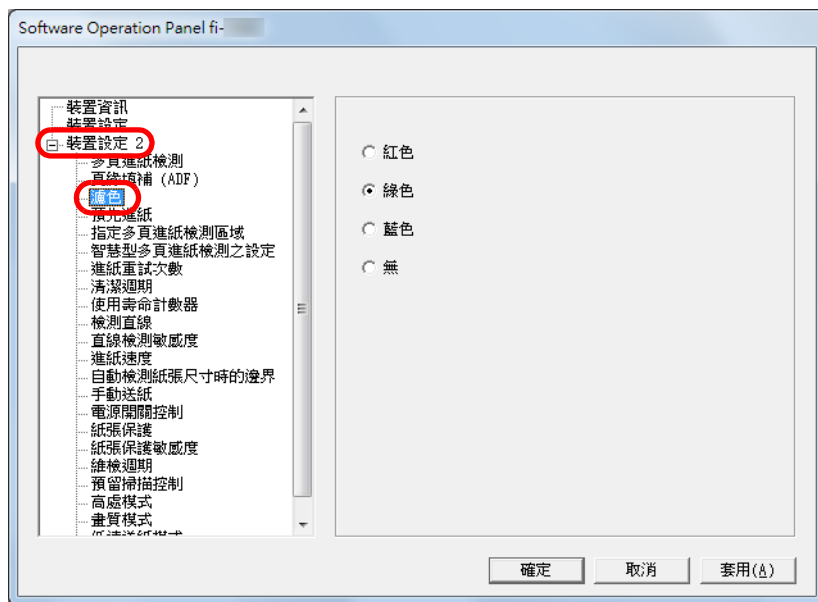 Software Operation Panel fi-
裝置資訊
裝置設定
裝置設定 2
多頁進紙檢測
頁緣填補 (ADF)
濾色
預先進紙
指定多頁進紙檢測區域
智慧型多頁進紙檢測之設定
進紙重試次數
清潔週期
使用壽命計數器
檢測直線
直線檢測敏感度
進紙速度
自動檢測紙張尺寸時的邊界
手動送紙
電源開關控制
紙張保護
紙張保護敏感度
維檢週期
預留掃描控制
高處模式
畫質模式
低速送紙模式
紅色
綠色
藍色
無
確定
取消
套用(A)